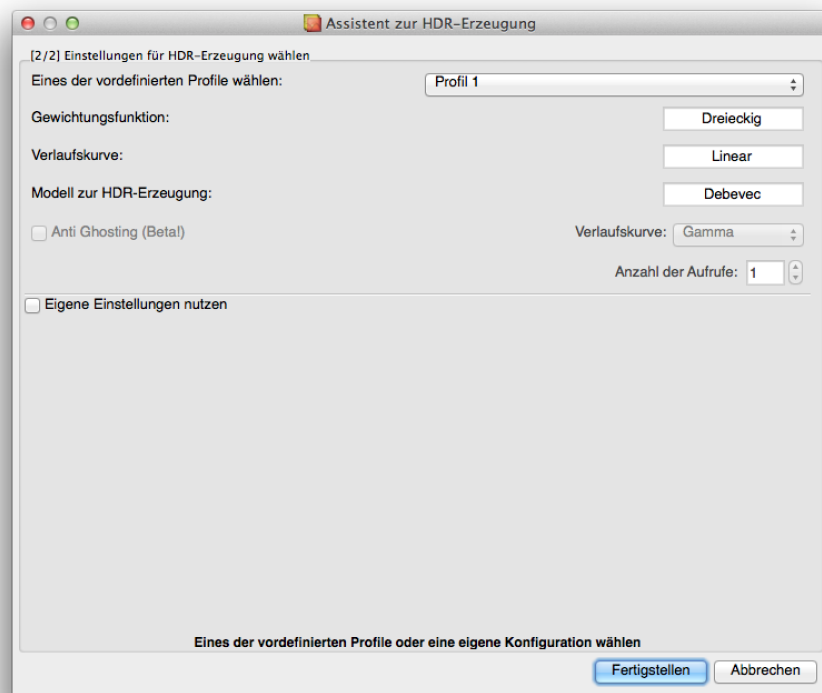 Assistent zur HDR-Erzeugung
[2/2] Einstellungen für HDR-Erzeugung wählen
Eines der vordefinierten Profile wählen: Profil 1
Gewichtungsfunktion: Dreieckig
Verlaufskurve: Linear
Modell zur HDR-Erzeugung: Debevec
Anti Ghosting (Beta!) Verlaufskurve: Gamma
Anzahl der Aufrufe: 1
Eigene Einstellungen nutzen
Eines der vordefinierten Profile oder eine eigene Konfiguration wählen
Fertigstellen Abbrechen